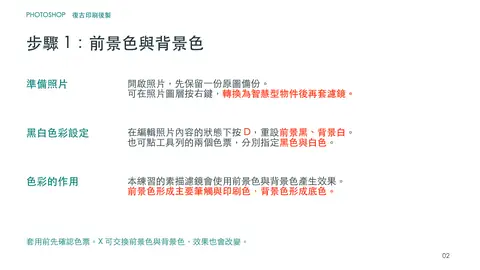 PHOTOSHOP 復古印刷後製
步驟 1：前景色與背景色
準備照片
開啟照片，先保留一份原圖備份。
可在照片圖層按右鍵，轉換為智慧型物件後再套濾鏡。
黑白色彩設定
在編輯照片內容的狀態下按 D，重設前景黑、背景白。
也可點工具列的兩個色票，分別指定黑色與白色。
色彩的作用
本練習的素描濾鏡會使用前景色與背景色產生效果。
前景色形成主要筆觸與印刷色，背景色形成底色。
套用前先確認色票。X 可交換前景色與背景色，效果也會改變。
02